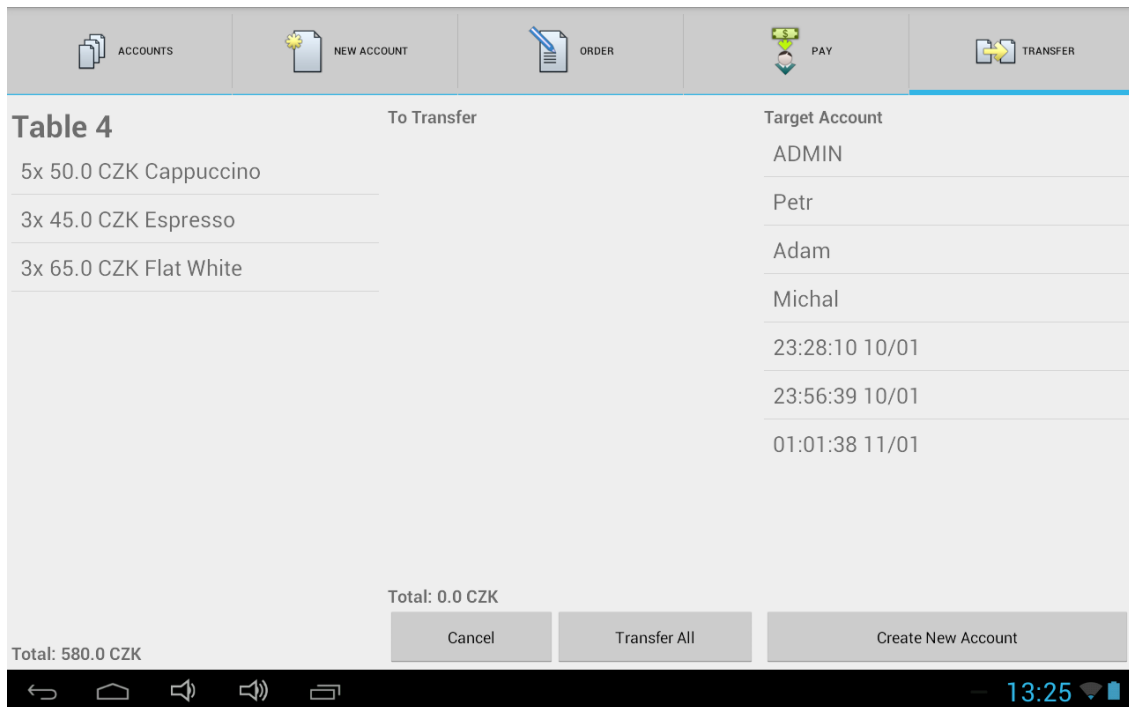 ACCOUNTS
NEW ACCOUNT
ORDER
$
PAY
TRANSFER
Table 4
5x 50.0 CZK Cappuccino
3x 45.0 CZK Espresso
3x 65.0 CZK Flat White
Total: 580.0 CZK
To Transfer
Total: 0.0 CZK
Cancel
Transfer All
Target Account
ADMIN
Petr
Adam
Michal
23:28:10 10/01
23:56:39 10/01
01:01:38 11/01
Create New Account
13:25